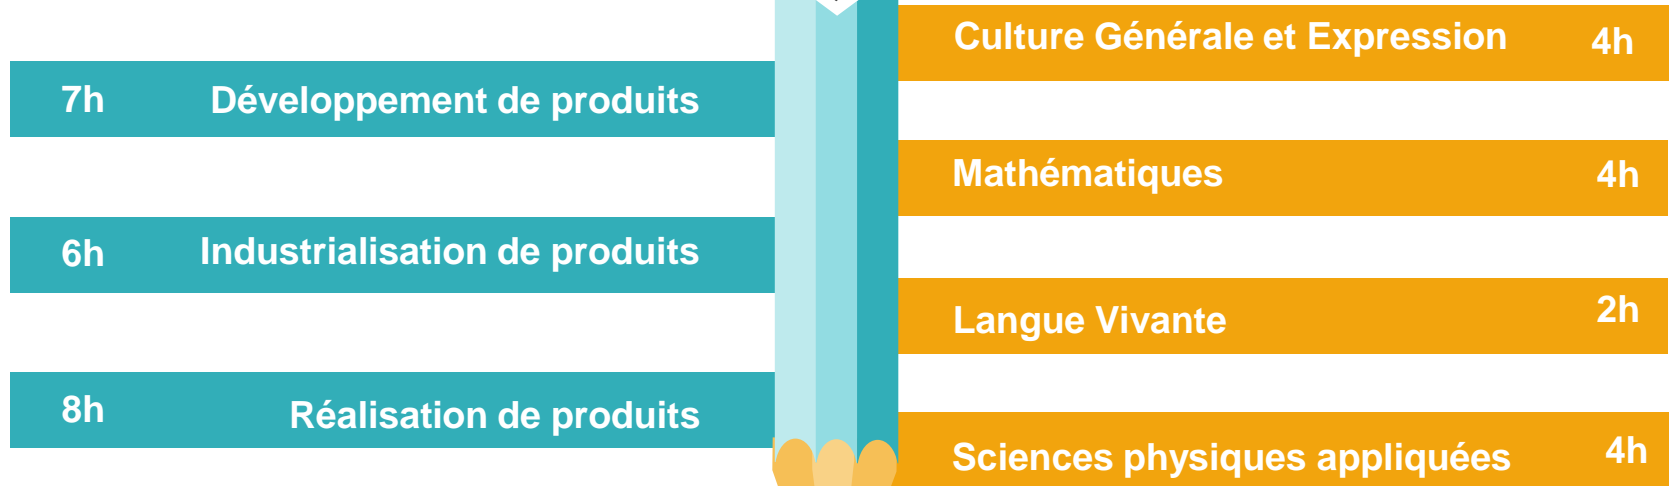 7h Développement de produits
6h Industrialisation de produits
8h Réalisation de produits
Culture Générale et Expression 4h
Mathématiques 4h
Langue Vivante 2h
Sciences physiques appliquées 4h